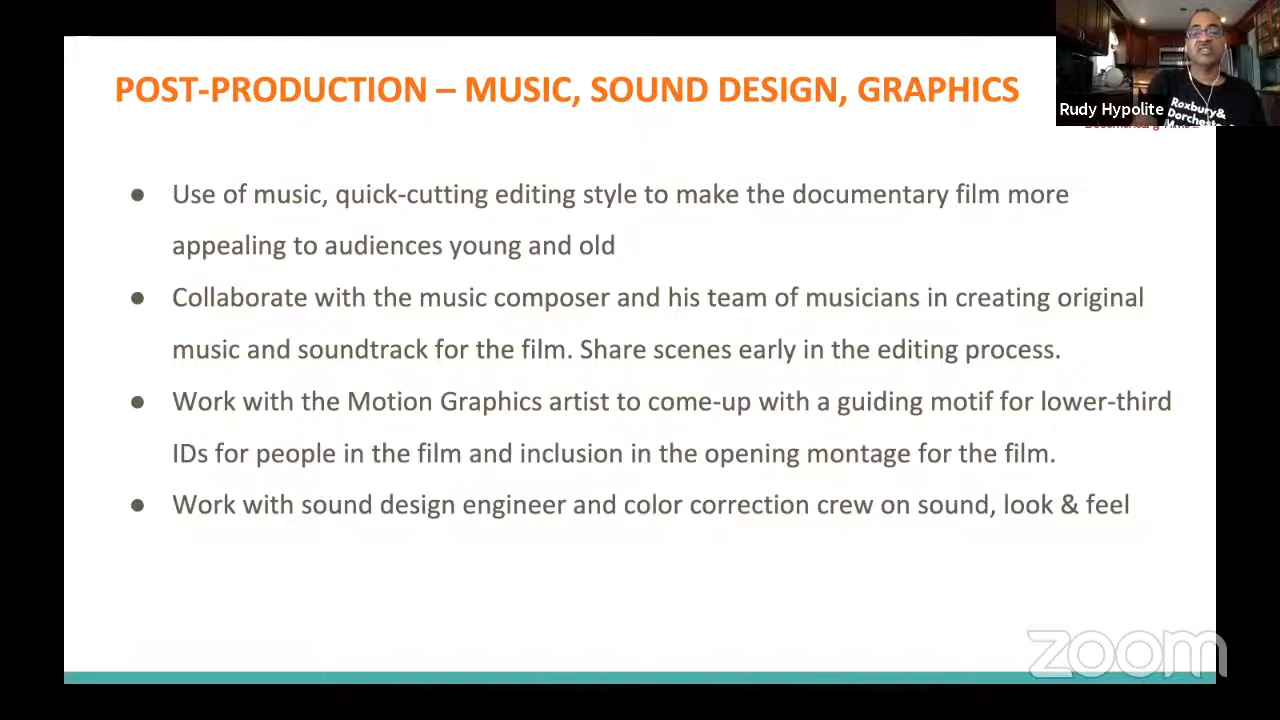 POST-PRODUCTION – MUSIC, SOUND DESIGN, GRAPHICS
Rudy Hypolite
Roxbury&
● Use of music, quick-cutting editing style to make the documentary film more
appealing to audiences young and old
● Collaborate with the music composer and his team of musicians in creating original
music and soundtrack for the film. Share scenes early in the editing process.
● Work with the Motion Graphics artist to come-up with a guiding motif for lower-third
IDs for people in the film and inclusion in the opening montage for the film.
● Work with sound design engineer and color correction crew on sound, look & feel
zoom